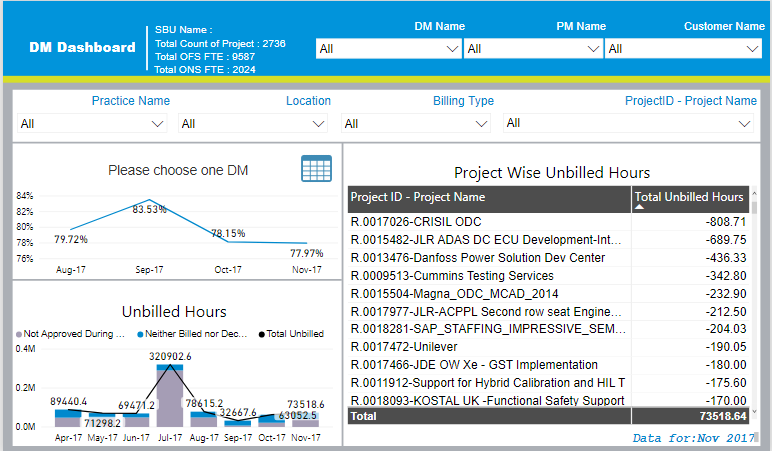 DM Dashboard
SBU Name :
Total Count of Project : 2736
Total OFS FTE : 9587
Total ONS FTE : 2024
DM Name
PM Name
Customer Name
All
All
All
Practice Name
Location
Billing Type
ProjectID - Project Name
All
All
All
All
Please choose one DM
84%
82%
80%
78%
76%
79.72%
83.53%
78.15%
77.97%
Aug-17 Sep-17 Oct-17 Nov-17
Unbilled Hours
Not Approved During ... Neither Billed nor Dec... Total Unbilled
0.4M
0.2M
0.0M
89440.4
71298.2
69471.2
320902.6
78615.2
32667.6
63052.5
73518.6
Apr-17 May-17 Jun-17 Jul-17 Aug-17 Sep-17 Oct-17 Nov-17
Project Wise Unbilled Hours
Project ID - Project Name Total Unbilled Hours
R.0017026-CRISIL ODC -808.71
R.0015482-JLR ADAS DC ECU Development-Int... -689.75
R.0013476-Danfoss Power Solution Dev Center -436.33
R.0009513-Cummins Testing Services -342.80
R.0015504-Magna_ODC_MCAD_2014 -232.90
R.0017977-JLR-ACPPL Second row seat Engine... -212.50
R.0018281-SAP_STAFFING_IMPRESSIVE_SEM... -204.03
R.0017472-Unilever -190.05
R.0017466-JDE OW Xe - GST Implementation -180.00
R.0011912-Support for Hybrid Calibration and HIL T -175.60
R.0018093-KOSTAL UK -Functional Safety Support -170.00
Total 73518.64
Data for:Nov 2017